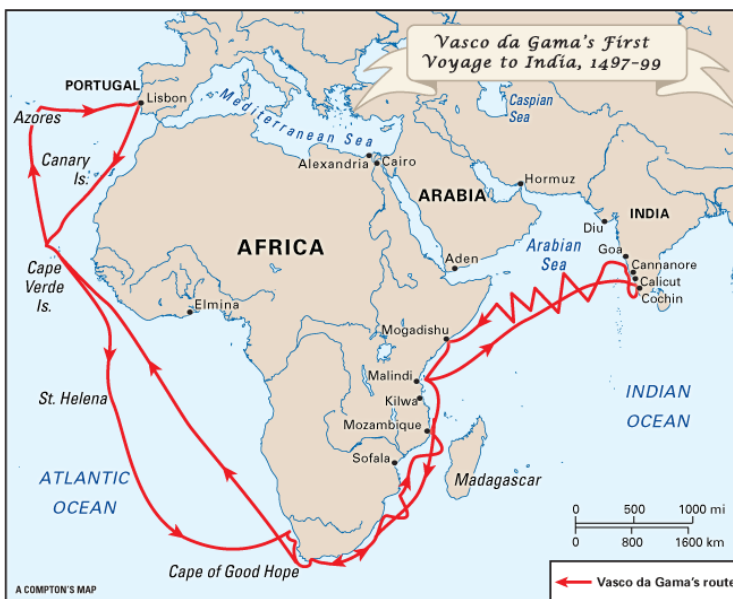 Vasco da Gama's First
Voyage to India, 1497-99
PORTUGAL
Lisbon
Azores
Mediterranean Sea
Caspian
Sea
Canary
Is.
Alexandria
Cairo
Hormuz
ARABIA
INDIA
Diu
AFRICA
Arabian
Sea
Goa
Aden
Cannanore
Calicut
Cochin
Cape
Verde
Is.
Elmina
Mogadishu
Malindi
Kilwa
St. Helena
INDIAN
OCEAN
Mozambique
Sofala
ATLANTIC
OCEAN
Madagascar
0 500 1000 mi
0 800 1600 km
Cape of Good Hope
A COMPTON'S MAP
Vasco da Gama's route